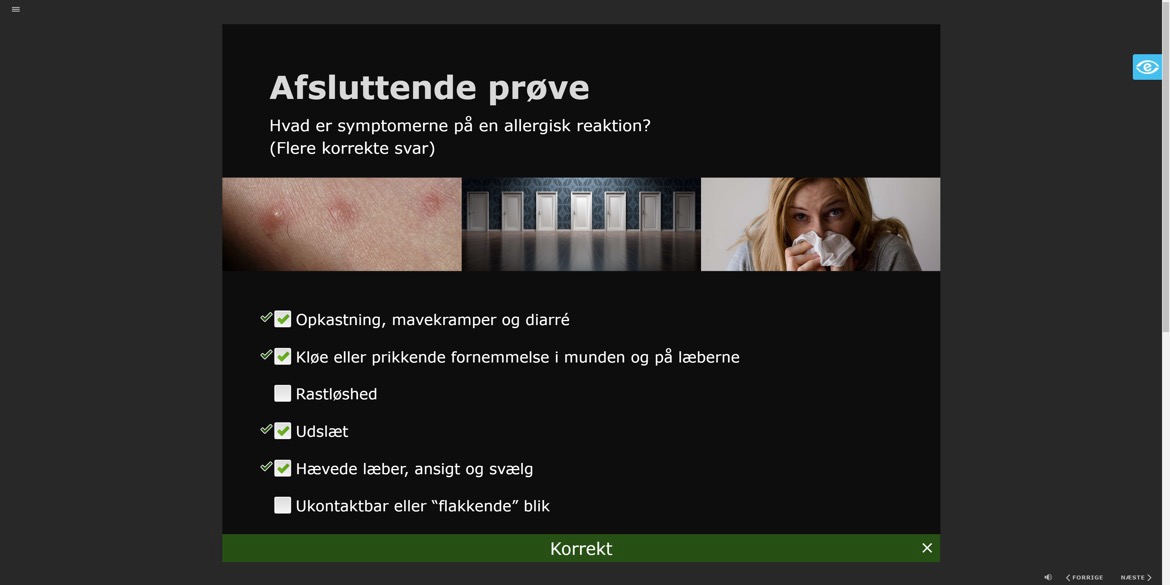 Afsluttende prøve
Hvad er symptomerne på en allergisk reaktion?
(Flere korrekte svar)
Opkastning, mavekramper og diarré
Kløe eller prikkende fornemmelse i munden og på læberne
Rastløshed
Udslæt
Hævede læber, ansigt og svælg
Ukontaktbar eller “flakkende” blik
Korrekt
FORRIGE
NÆSTE